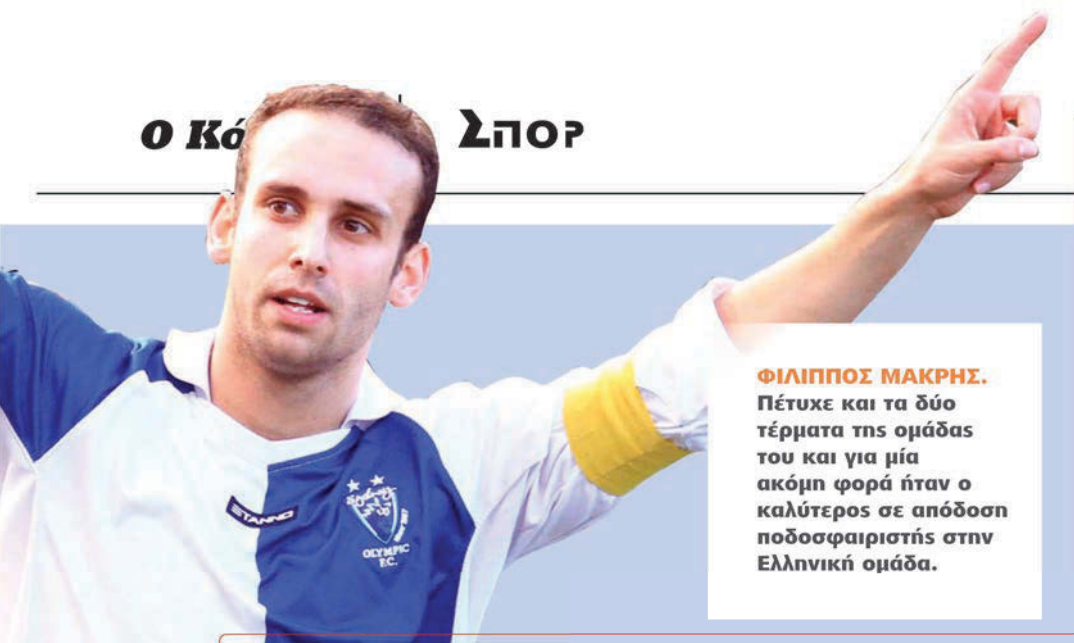 Ο Κό
ΣΠΟΡ
ΦΙΛΙΠΠΟΣ ΜΑΚΡΗΣ.
Πέτυχε και τα δύο
τέρματα της ομάδας
του και για μία
ακόμη φορά ήταν ο
καλύτερος σε απόδοση
ποδοσφαιριστής στην
Ελληνική ομάδα.
STANNO
Sydney
OLYMPIC
F.C.